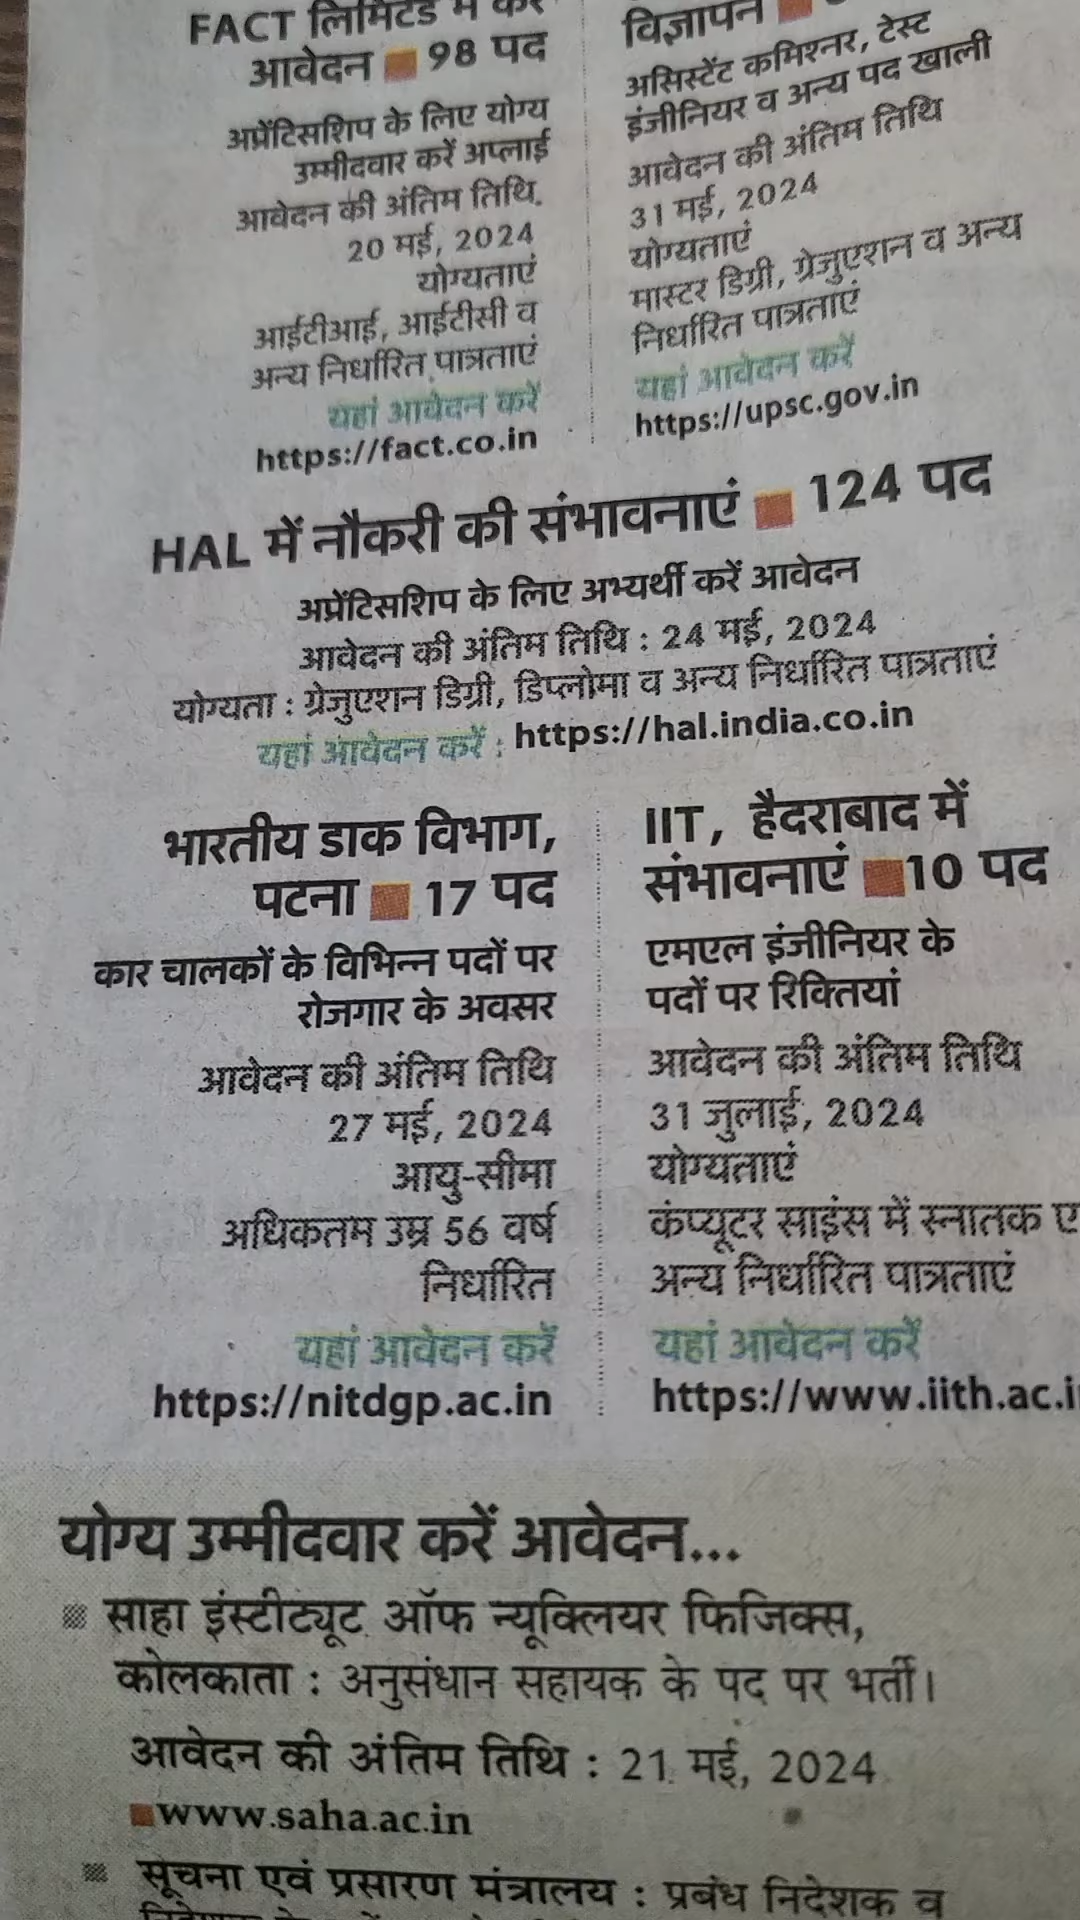 FACT लिमिटेड में करें
आवेदन 98 पद
अप्रेंटिसशिप के लिए योग्य
उम्मीदवार करें अप्लाई
आवेदन की अंतिम तिथि
20 मई, 2024
योग्यताएं
आईटीआई, आईटीसी व
अन्य निर्धारित पात्रताएं
यहां आवेदन करें
https://fact.co.in
विज्ञापन
असिस्टेंट कमिश्नर, टेस्ट
इंजीनियर व अन्य पद खाली
आवेदन की अंतिम तिथि
31 मई, 2024
योग्यताएं
मास्टर डिग्री, ग्रेजुएशन व अन्य
निर्धारित पात्रताएं
यहां आवेदन करें
https://upsc.gov.in
HAL में नौकरी की संभावनाएं 124 पद
अप्रेंटिसशिप के लिए अभ्यर्थी करें आवेदन
आवेदन की अंतिम तिथि : 24 मई, 2024
योग्यता : ग्रेजुएशन डिग्री, डिप्लोमा व अन्य निर्धारित पात्रताएं
यहां आवेदन करें : https://hal.india.co.in
भारतीय डाक विभाग,
पटना 17 पद
कार चालकों के विभिन्न पदों पर
रोजगार के अवसर
आवेदन की अंतिम तिथि
27 मई, 2024
आयु-सीमा
अधिकतम उम्र 56 वर्ष
निर्धारित
यहां आवेदन करें
https://nitdgp.ac.in
IIT, हैदराबाद में
संभावनाएं 10 पद
एमएल इंजीनियर के
पदों पर रिक्तियां
आवेदन की अंतिम तिथि
31 जुलाई, 2024
योग्यताएं
कंप्यूटर साइंस में स्नातक
अन्य निर्धारित पात्रताएं
यहां आवेदन करें
https://www.iith.ac.i
योग्य उम्मीदवार करें आवेदन...
साहा इंस्टीट्यूट ऑफ न्यूक्लियर फिजिक्स,
कोलकाता : अनुसंधान सहायक के पद पर भर्ती।
आवेदन की अंतिम तिथि : 21 मई, 2024
www.saha.ac.in
सूचना एवं प्रसारण मंत्रालय : प्रबंध निदेशक व